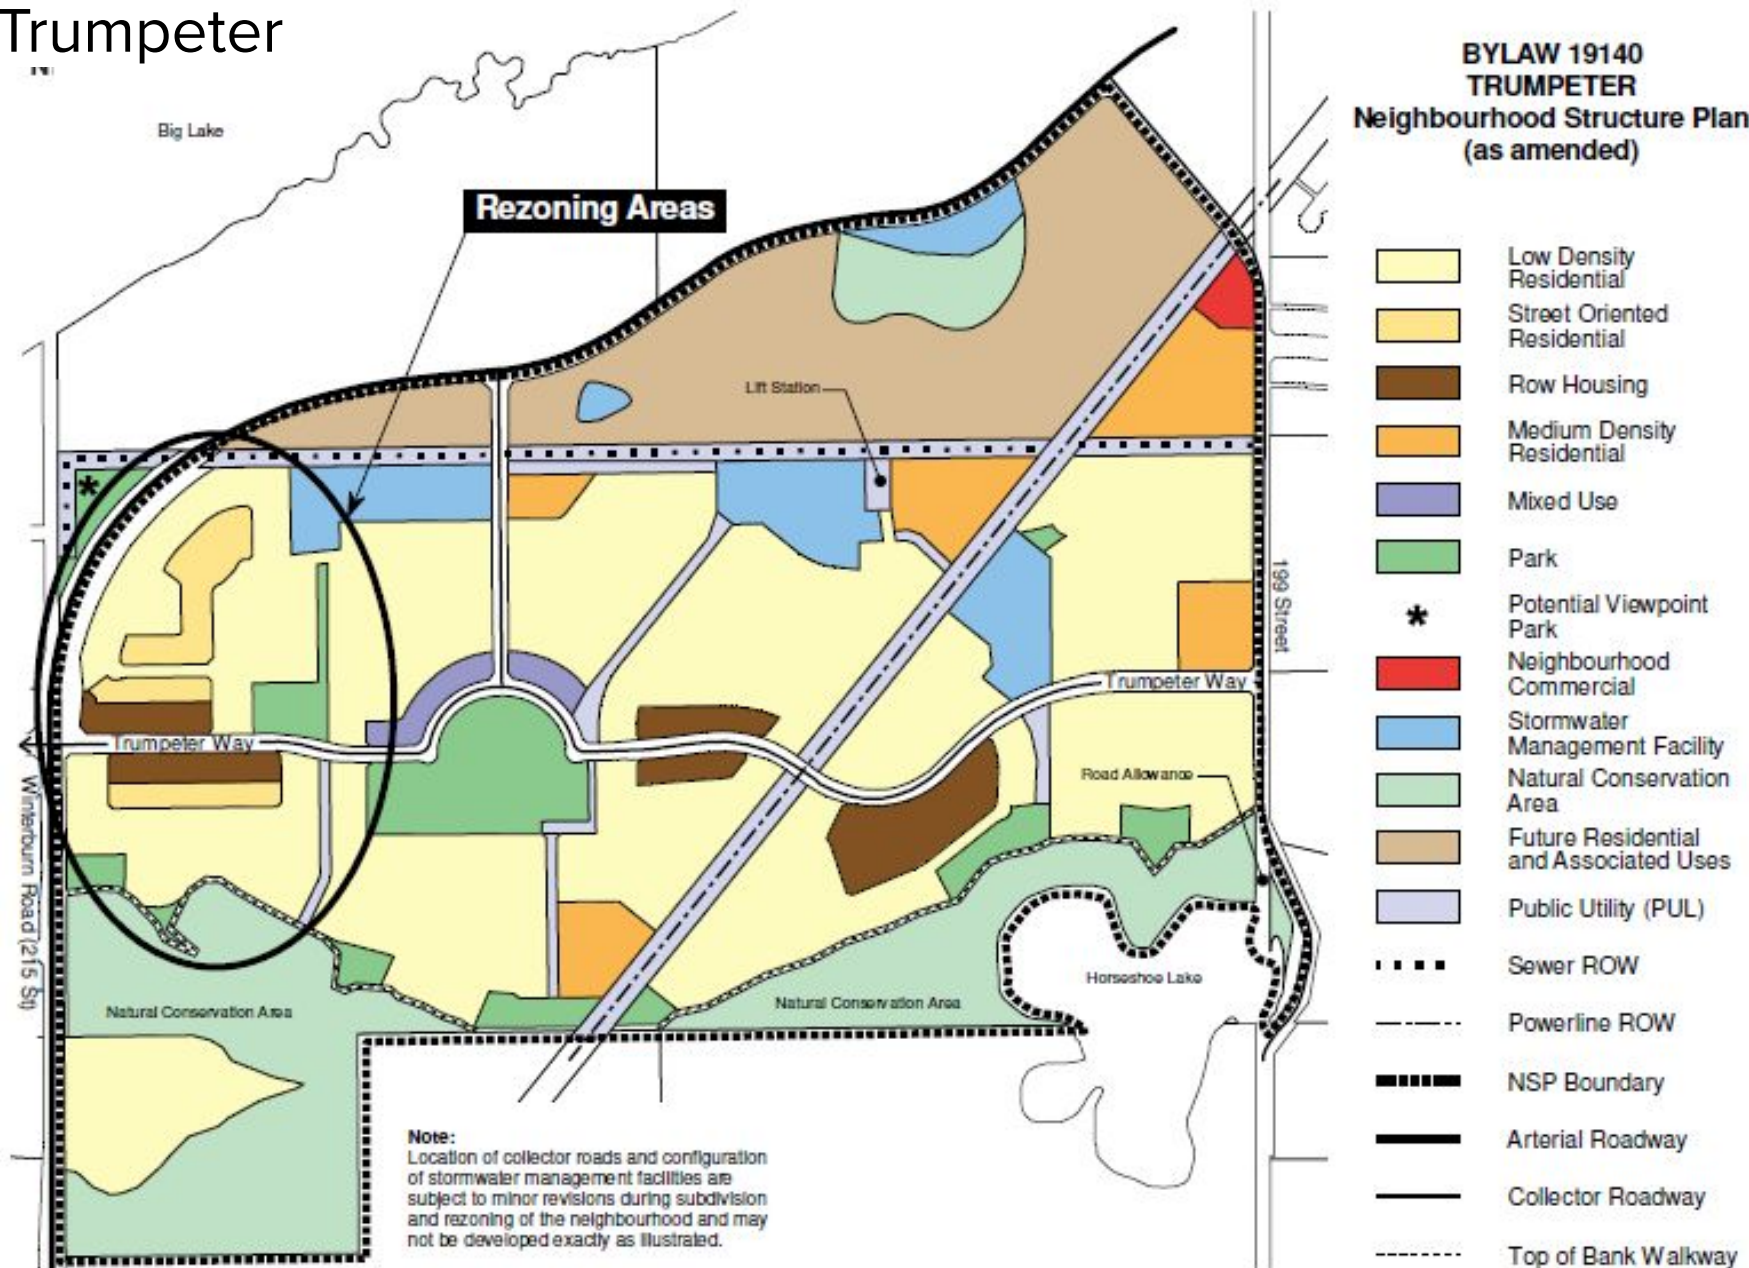 Trumpeter
Big Lake
Rezoning Areas
Lift Station
199 Street
Trumpeter Way
Trumpeter Way
Road Allowance
Winterburn Road (215 St)
Horseshoe Lake
Natural Conservation Area
Natural Conservation Area
Note:
Location of collector roads and configuration
of stormwater management facilities are
subject to minor revisions during subdivision
and rezoning of the neighbourhood and may
not be developed exactly as illustrated.
BYLAW 19140
TRUMPETER
Neighbourhood Structure Plan
(as amended)
Low Density
Residential
Street Oriented
Residential
Row Housing
Medium Density
Residential
Mixed Use
Park
Potential Viewpoint
Park
Neighbourhood
Commercial
Stormwater
Management Facility
Natural Conservation
Area
Future Residential
and Associated Uses
Public Utility (PUL)
Sewer ROW
Powerline ROW
NSP Boundary
Arterial Roadway
Collector Roadway
Top of Bank Walkway